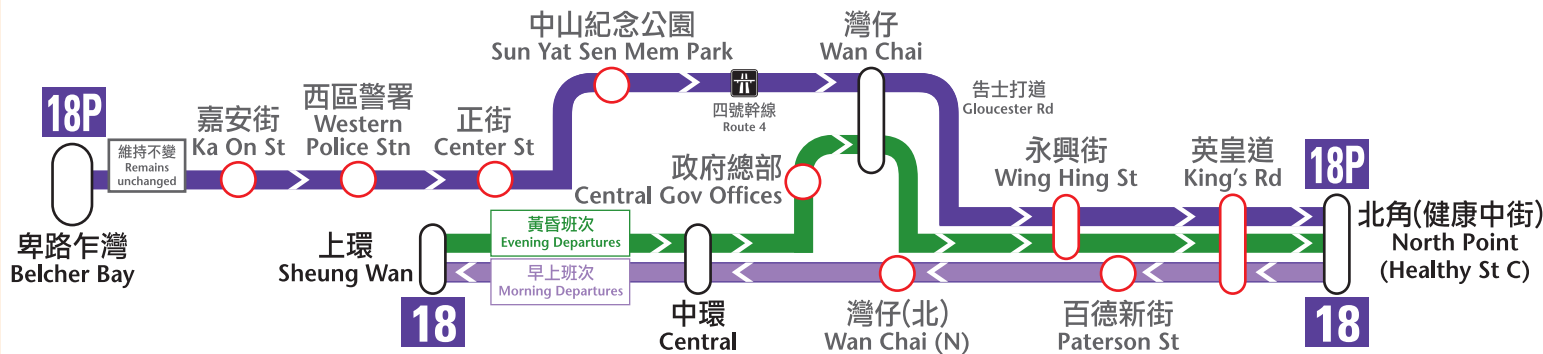 18P
卑路乍灣
Belcher Bay
維持不變
Remains
unchanged
嘉安街
Ka On St
西區警署
Western
Police Stn
正街
Center St
中山紀念公園
Sun Yat Sen Mem Park
四號幹線
Route 4
灣仔
Wan Chai
告士打道
Gloucester Rd
政府總部
Central Gov Offices
永興街
Wing Hing St
英皇道
King's Rd
18P
北角(健康中街)
North Point
(Healthy St C)
18
上環
Sheung Wan
18
黃昏班次
Evening Departures
早上班次
Morning Departures
中環
Central
灣仔(北)
Wan Chai (N)
百德新街
Paterson St